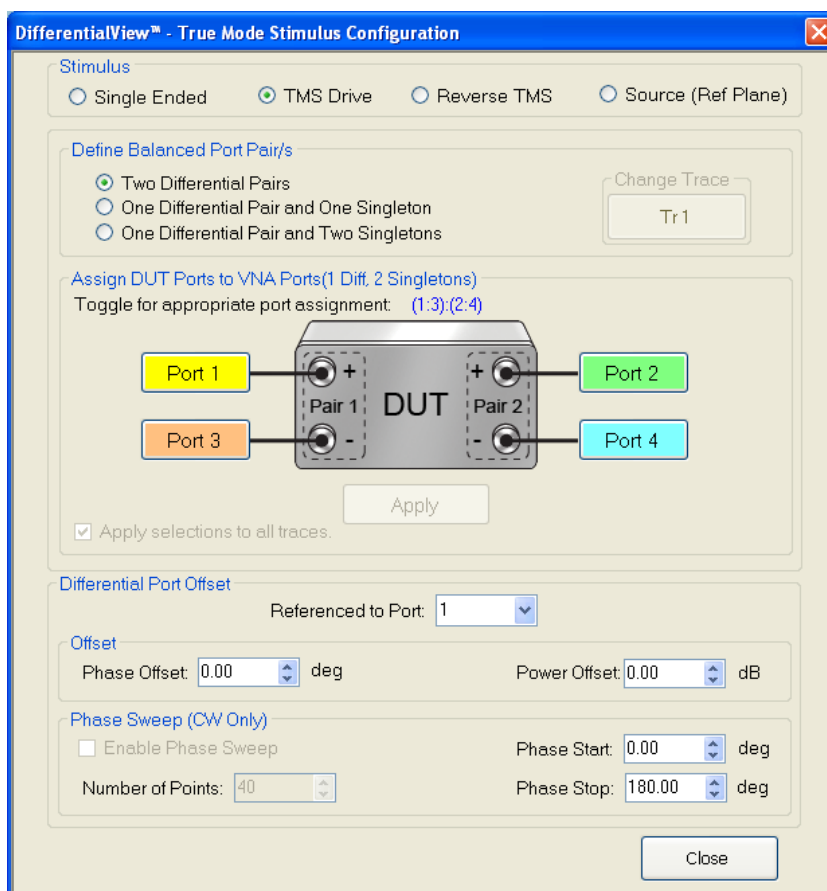 DifferentialView™ - True Mode Stimulus Configuration
Stimulus
Single Ended TMS Drive Reverse TMS Source (Ref Plane)
Define Balanced Port Pair/s
Two Differential Pairs
One Differential Pair and One Singleton
One Differential Pair and Two Singletons
Change Trace
Tr1
Assign DUT Ports to VNA Ports(1 Diff, 2 Singletons)
Toggle for appropriate port assignment: (1:3):(2:4)
Port 1 + + Port 2
Pair 1 DUT Pair 2
Port 3 - - Port 4
Apply
Apply selections to all traces.
Differential Port Offset
Referenced to Port: 1
Offset
Phase Offset: 0.00 deg Power Offset: 0.00 dB
Phase Sweep (CW Only)
Enable Phase Sweep Phase Start: 0.00 deg
Number of Points: 40 Phase Stop: 180.00 deg
Close